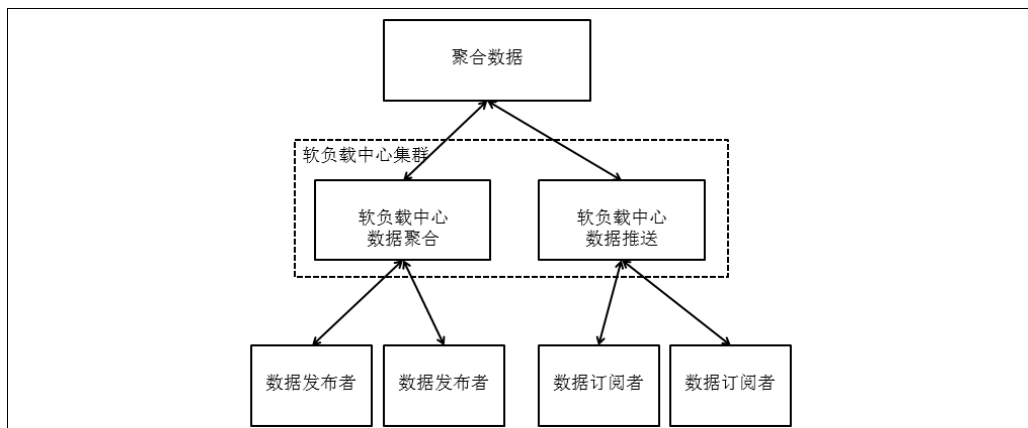 聚合数据
软负载中心集群
软负载中心
数据聚合
软负载中心
数据推送
数据发布者
数据发布者
数据订阅者
数据订阅者